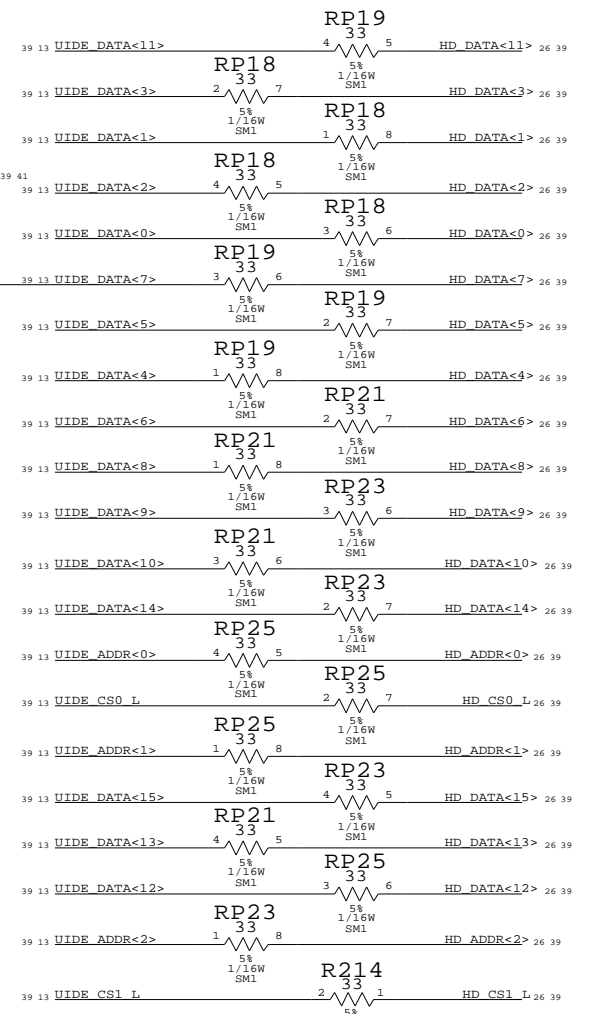 RP19
33
39 13 UIDE_DATA<11> 4 5 HD_DATA<11> 26 39
5%
1/16W
SM1
RP18
33
39 13 UIDE_DATA<3> 2 7 HD_DATA<3> 26 39
5%
1/16W
SM1
RP18
33
39 13 UIDE_DATA<1> 1 8 HD_DATA<1> 26 39
5%
1/16W
SM1
39 41
RP18
33
39 13 UIDE_DATA<2> 4 5 HD_DATA<2> 26 39
5%
1/16W
SM1
RP18
33
39 13 UIDE_DATA<0> 3 6 HD_DATA<0> 26 39
5%
1/16W
SM1
RP19
33
39 13 UIDE_DATA<7> 3 6 HD_DATA<7> 26 39
5%
1/16W
SM1
RP19
33
39 13 UIDE_DATA<5> 2 7 HD_DATA<5> 26 39
5%
1/16W
SM1
RP19
33
39 13 UIDE_DATA<4> 1 8 HD_DATA<4> 26 39
5%
1/16W
SM1
RP21
33
39 13 UIDE_DATA<6> 2 7 HD_DATA<6> 26 39
5%
1/16W
SM1
RP21
33
39 13 UIDE_DATA<8> 1 8 HD_DATA<8> 26 39
5%
1/16W
SM1
RP23
33
39 13 UIDE_DATA<9> 3 6 HD_DATA<9> 26 39
5%
1/16W
SM1
RP21
33
39 13 UIDE_DATA<10> 3 6 HD_DATA<10> 26 39
5%
1/16W
SM1
RP23
33
39 13 UIDE_DATA<14> 2 7 HD_DATA<14> 26 39
5%
1/16W
SM1
RP25
33
39 13 UIDE_ADDR<0> 4 5 HD_ADDR<0> 26 39
5%
1/16W
SM1
RP25
33
39 13 UIDE_CS0_L 2 7 HD_CS0_L 26 39
5%
1/16W
SM1
RP25
33
39 13 UIDE_ADDR<1> 1 8 HD_ADDR<1> 26 39
5%
1/16W
SM1
RP23
33
39 13 UIDE_DATA<15> 4 5 HD_DATA<15> 26 39
5%
1/16W
SM1
RP21
33
39 13 UIDE_DATA<13> 4 5 HD_DATA<13> 26 39
5%
1/16W
SM1
RP25
33
39 13 UIDE_DATA<12> 3 6 HD_DATA<12> 26 39
5%
1/16W
SM1
RP23
33
39 13 UIDE_ADDR<2> 1 8 HD_ADDR<2> 26 39
5%
1/16W
SM1
R214
33
39 13 UIDE_CS1_L 2 1 HD_CS1_L 26 39
5%